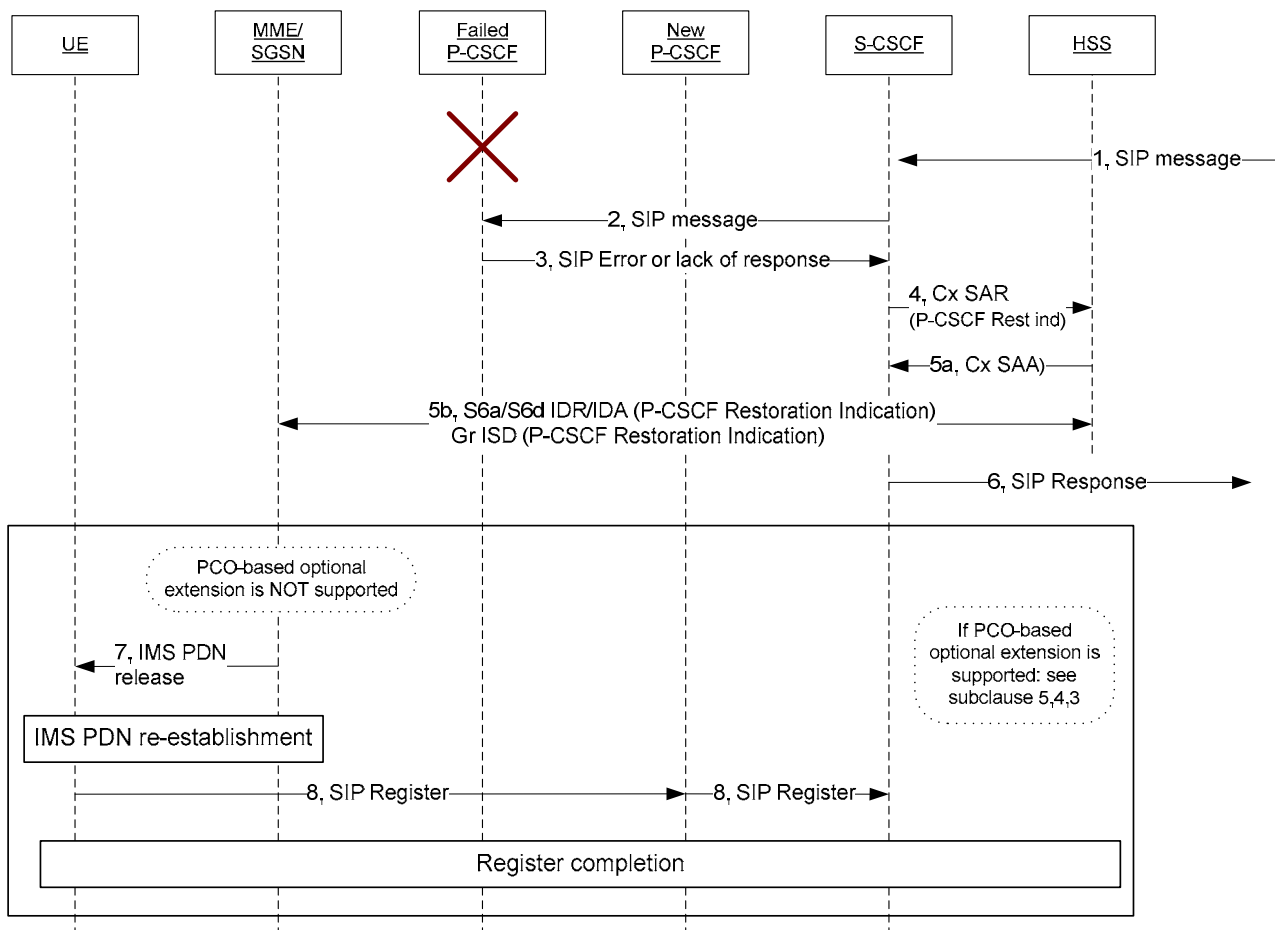 UE
MME/
SGSN
Failed
P-CSCF
New
P-CSCF
S-CSCF
HSS
1, SIP message
2, SIP message
3, SIP Error or lack of response
4, Cx SAR
(P-CSCF Rest ind)
5a, Cx SAA)
5b, S6a/S6d IDR/IDA (P-CSCF Restoration Indication)
Gr ISD (P-CSCF Restoration Indication)
6, SIP Response
PCO-based optional
extension is NOT supported
If PCO-based
optional extension is
supported: see
subclause 5,4,3
7, IMS PDN
release
IMS PDN re-establishment
8, SIP Register
8, SIP Register
Register completion